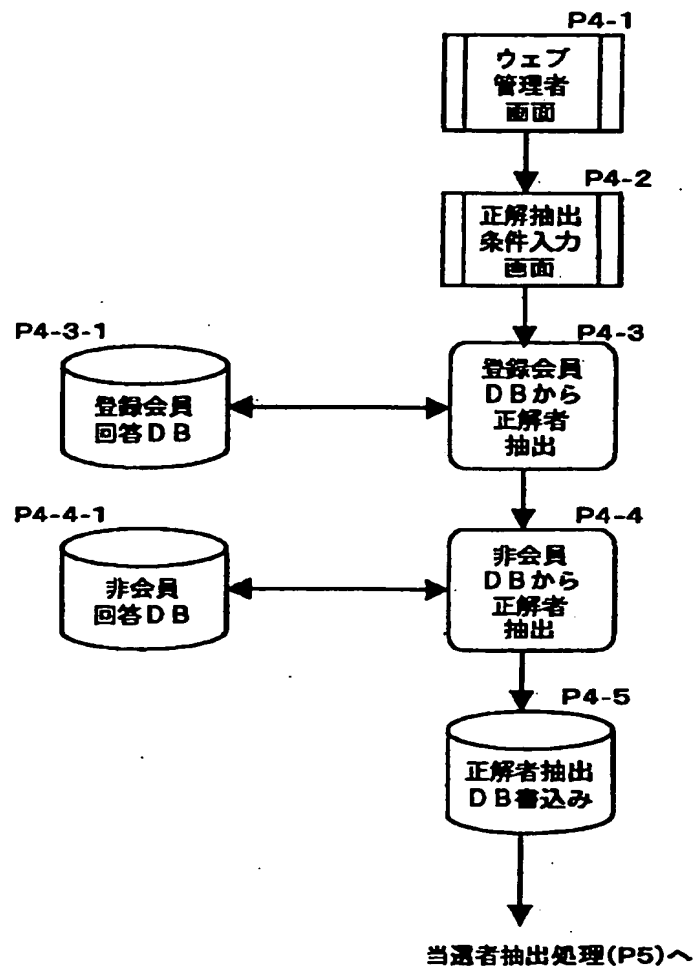 P4-1
ウェブ
管理者
画面
P4-2
正解抽出
条件入力
画面
P4-3-1
登録会員
回答DB
P4-3
登録会員
DBから
正解者
抽出
P4-4-1
非会員
回答DB
P4-4
非会員
DBから
正解者
抽出
P4-5
正解者抽出
DB書込み
当選者抽出処理(P5)へ